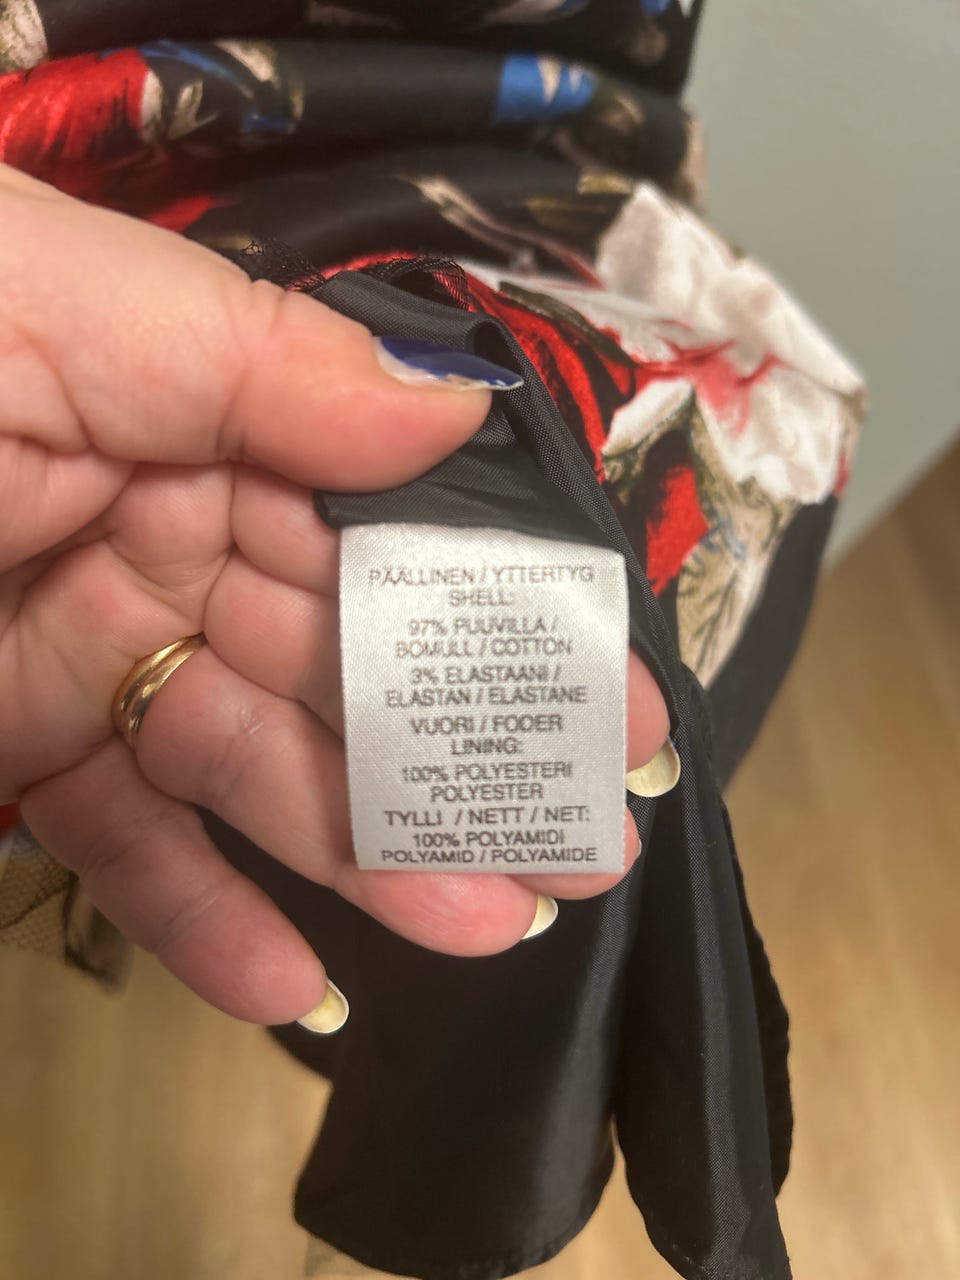 PÄÄLLINEN / YTTERTYG
SHELL:
97% PUUVILLA /
BOMULL / COTTON
3% ELASTAANI /
ELASTAN / ELASTANE
VUORI / FODER
LINING:
100% POLYESTERI
POLYESTER
TYLLI / NETT / NET:
100% POLYAMIDI
POLYAMID / POLYAMIDE